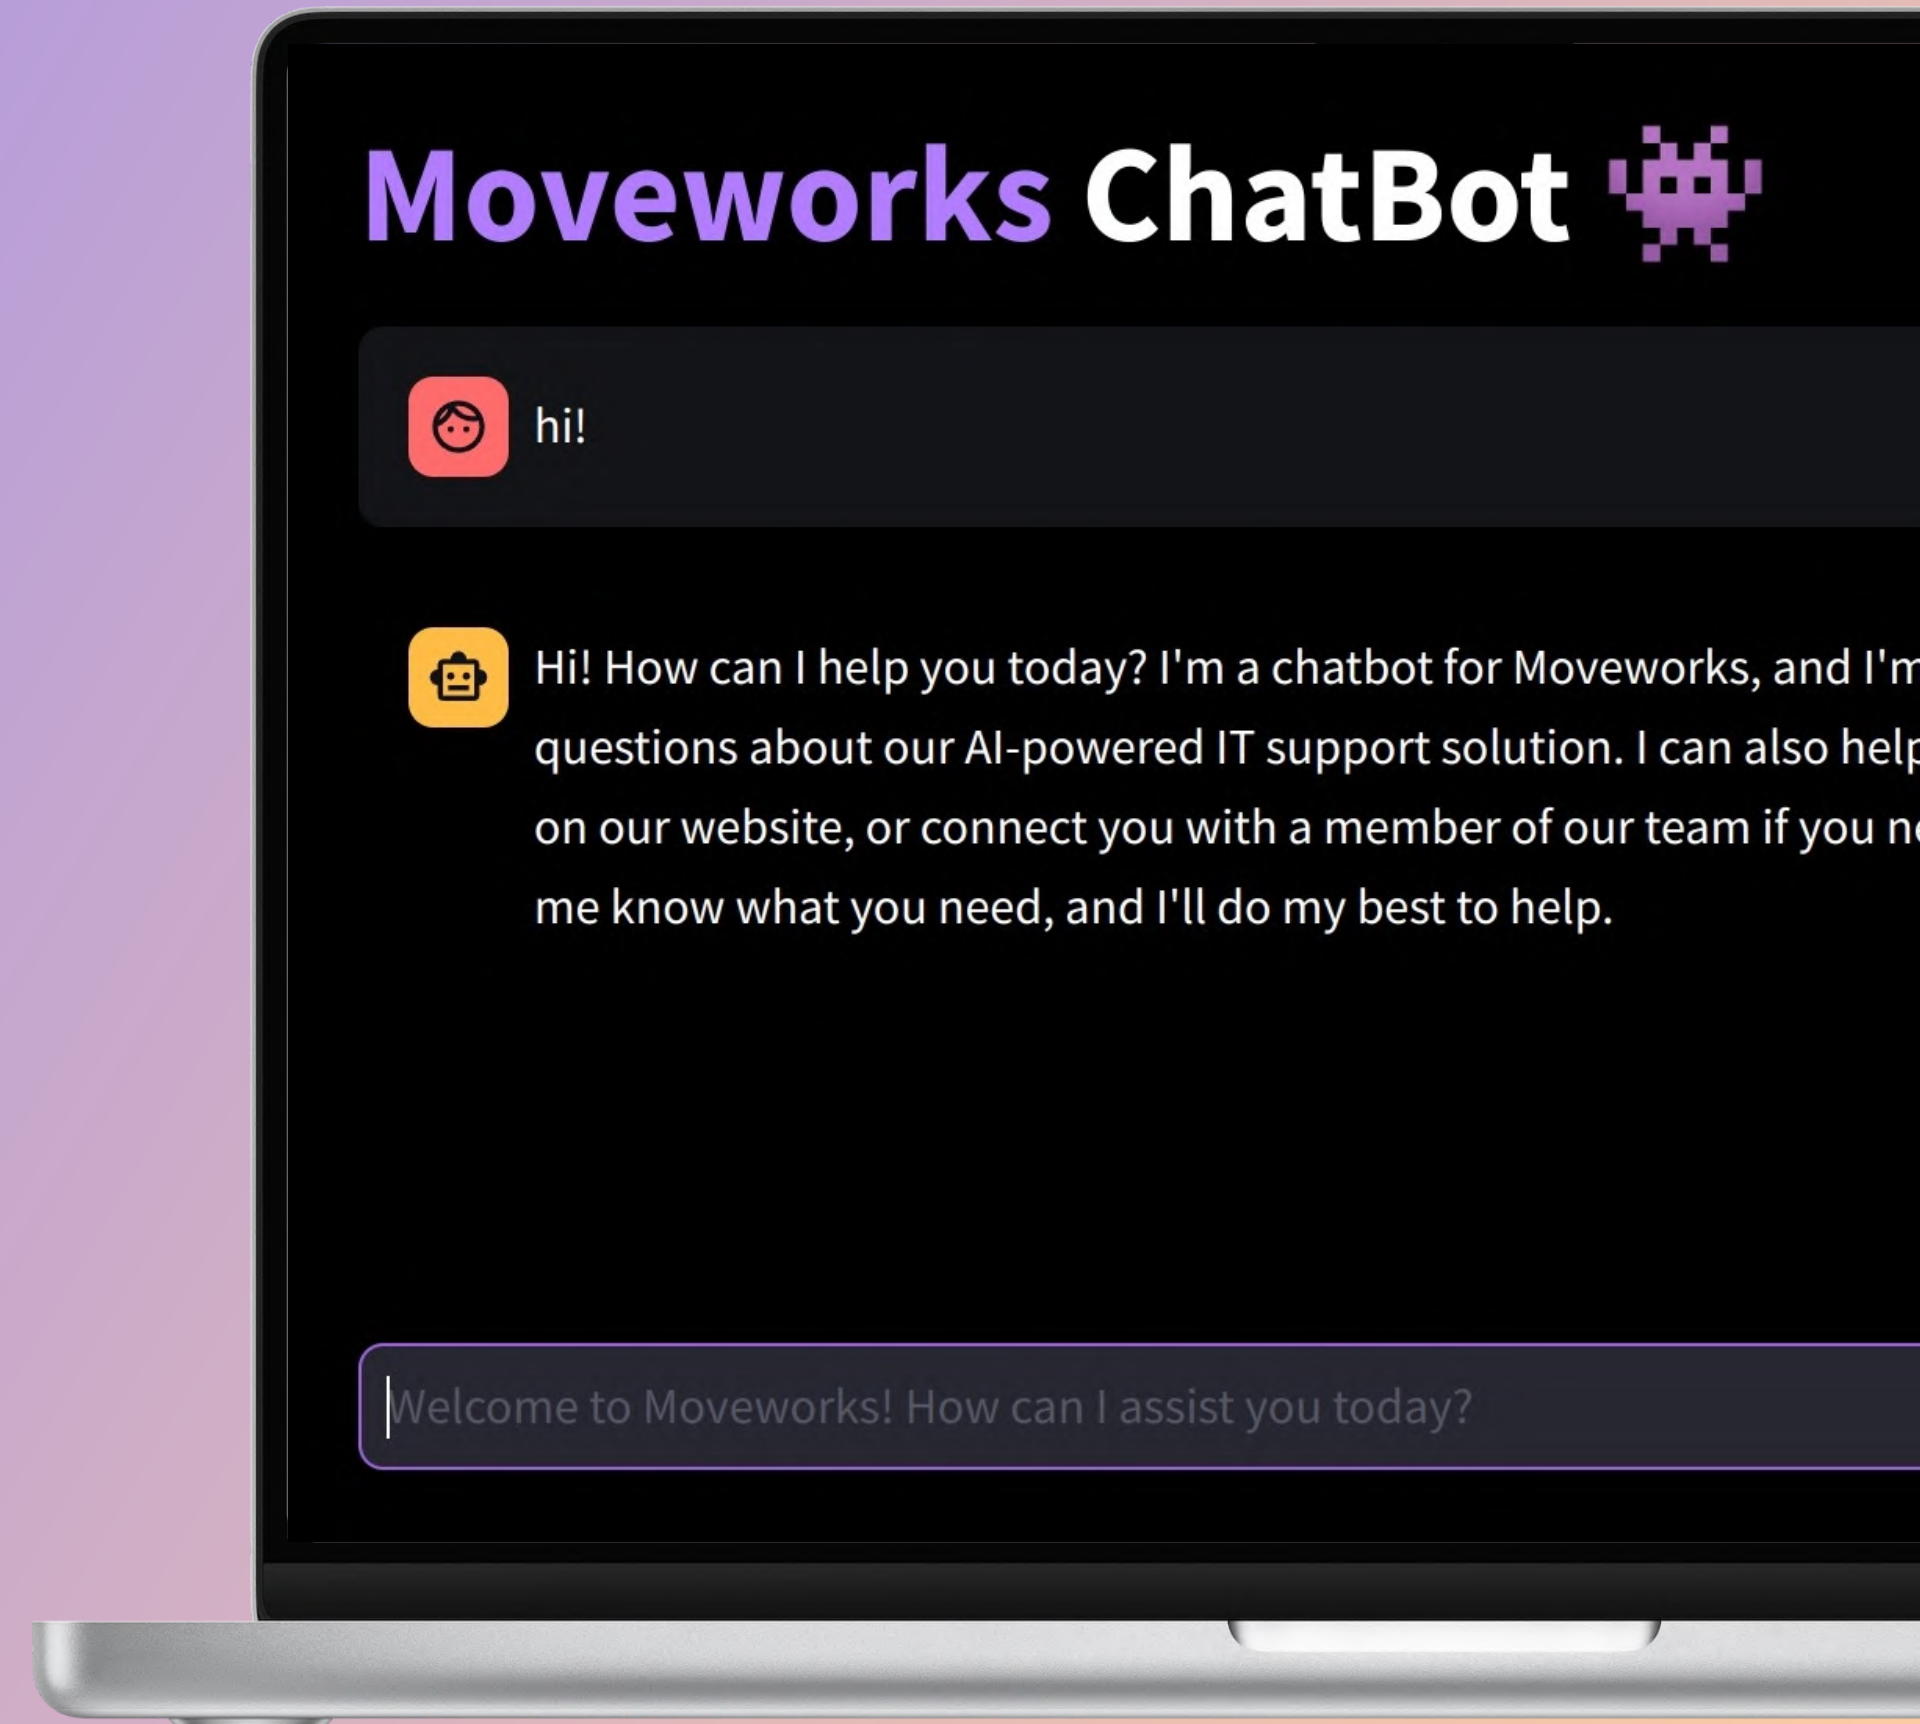 Moveworks ChatBot
hi!
Hi! How can I help you today? I'm a chatbot for Moveworks, and I'm
questions about our AI-powered IT support solution. I can also help
on our website, or connect you with a member of our team if you
me know what you need, and I'll do my best to help.
Welcome to Moveworks! How can I assist you today?